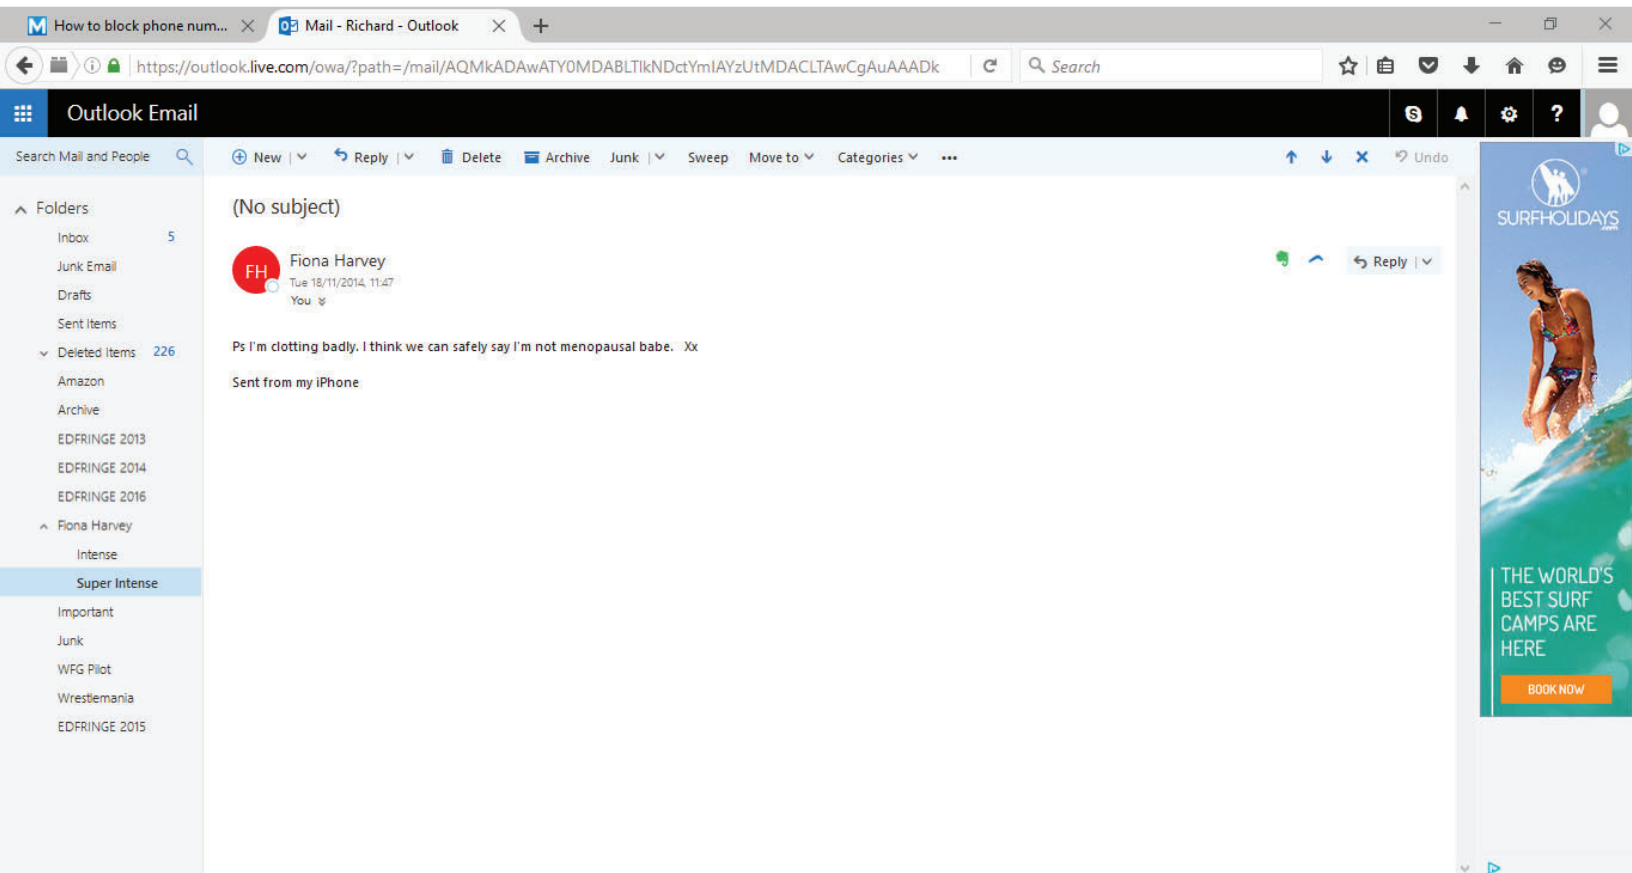 How to block phone num...
Mail - Richard - Outlook
https://outlook.live.com/owa/?path=/mail/AQMkADAwATY0MDABLTlkNDctYmIAYzUtMDACLTAwCgAuAAADk
Search
Outlook Email
Search Mail and People
New
Reply
Delete
Archive
Junk
Sweep
Move to
Categories
Undo
Folders
Inbox 5
Junk Email
Drafts
Sent Items
Deleted Items 226
Amazon
Archive
EDFRINGE 2013
EDFRINGE 2014
EDFRINGE 2016
Fiona Harvey
Intense
Super Intense
Important
Junk
WFG Pilot
Wrestlemania
EDFRINGE 2015
(No subject)
FH
Fiona Harvey
Tue 18/11/2014, 11:47
You
Reply
Ps I'm clotting badly. I think we can safely say I'm not menopausal babe. Xx
Sent from my iPhone
SURFHOLIDAYS
.com
THE WORLD'S
BEST SURF
CAMPS ARE
HERE
BOOK NOW